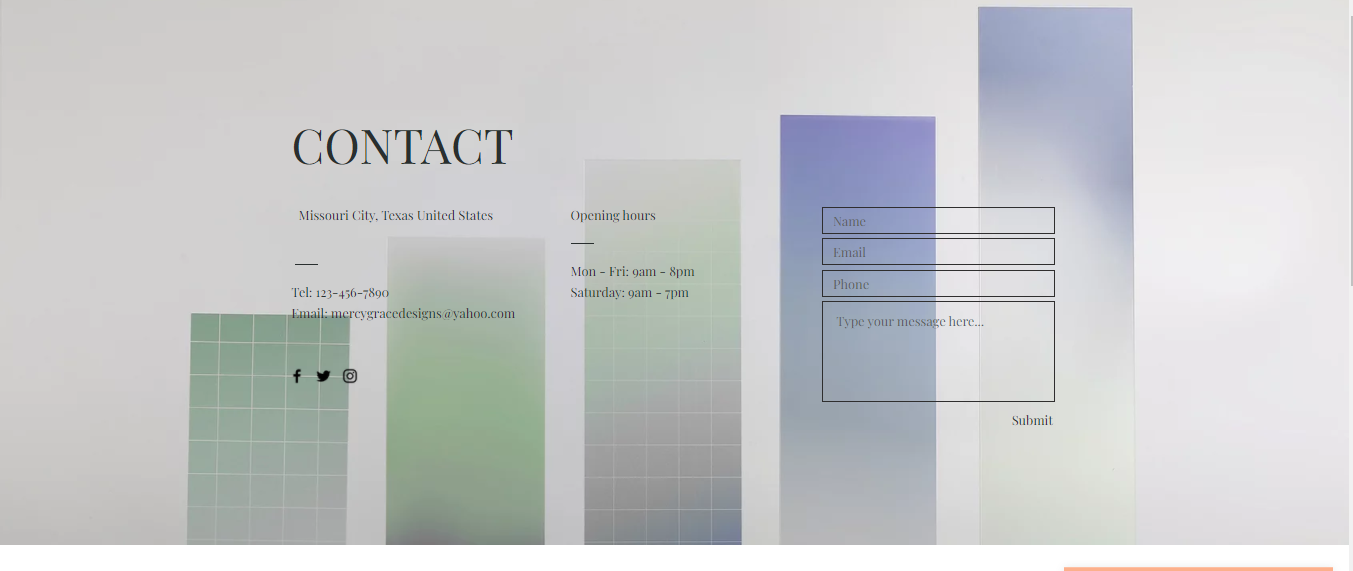 CONTACT
Missouri City, Texas United States
Tel: 123-456-7890
Email: mercygracedesigns@yahoo.com
Opening hours
Mon - Fri: 9am - 8pm
Saturday: 9am - 7pm
Name
Email
Phone
Type your message here...
Submit